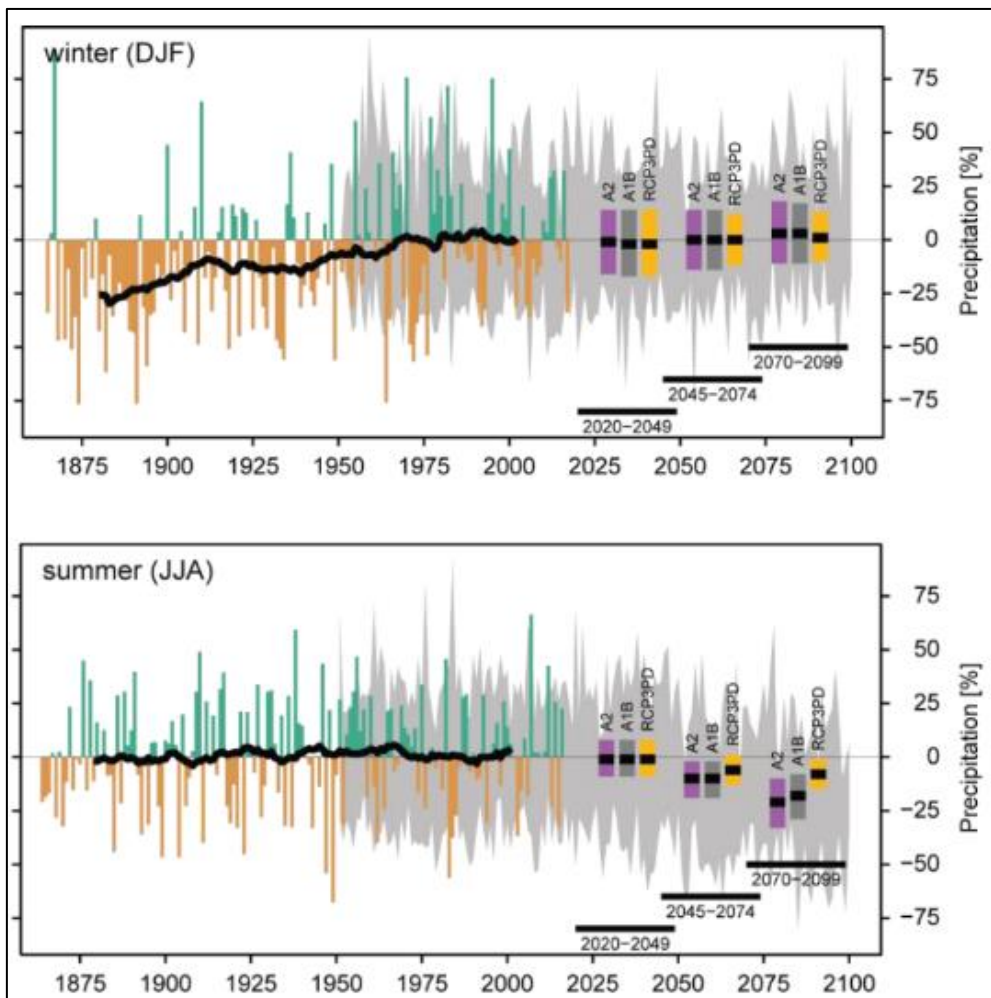 winter (DJF)
75
50
25
0
−25
−50
−75
Precipitation [%]
A2
A1B
RCP3PD
A2
A1B
RCP3PD
A2
A1B
RCP3PD
2070−2099
2045−2074
2020−2049
1875 1900 1925 1950 1975 2000 2025 2050 2075 2100
summer (JJA)
75
50
25
0
−25
−50
−75
Precipitation [%]
A2
A1B
RCP3PD
A2
A1B
RCP3PD
A2
A1B
RCP3PD
2070−2099
2045−2074
2020−2049
1875 1900 1925 1950 1975 2000 2025 2050 2075 2100